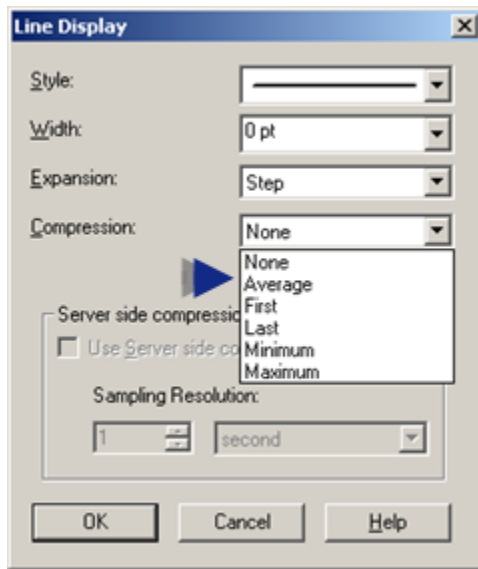 Line Display
Style:
Width: 0 pt
Expansion: Step
Compression: None
None
Average
First
Last
Minimum
Maximum
Server side compressio
Use Server side co
Sampling Resolution:
1 second
OK Cancel Help